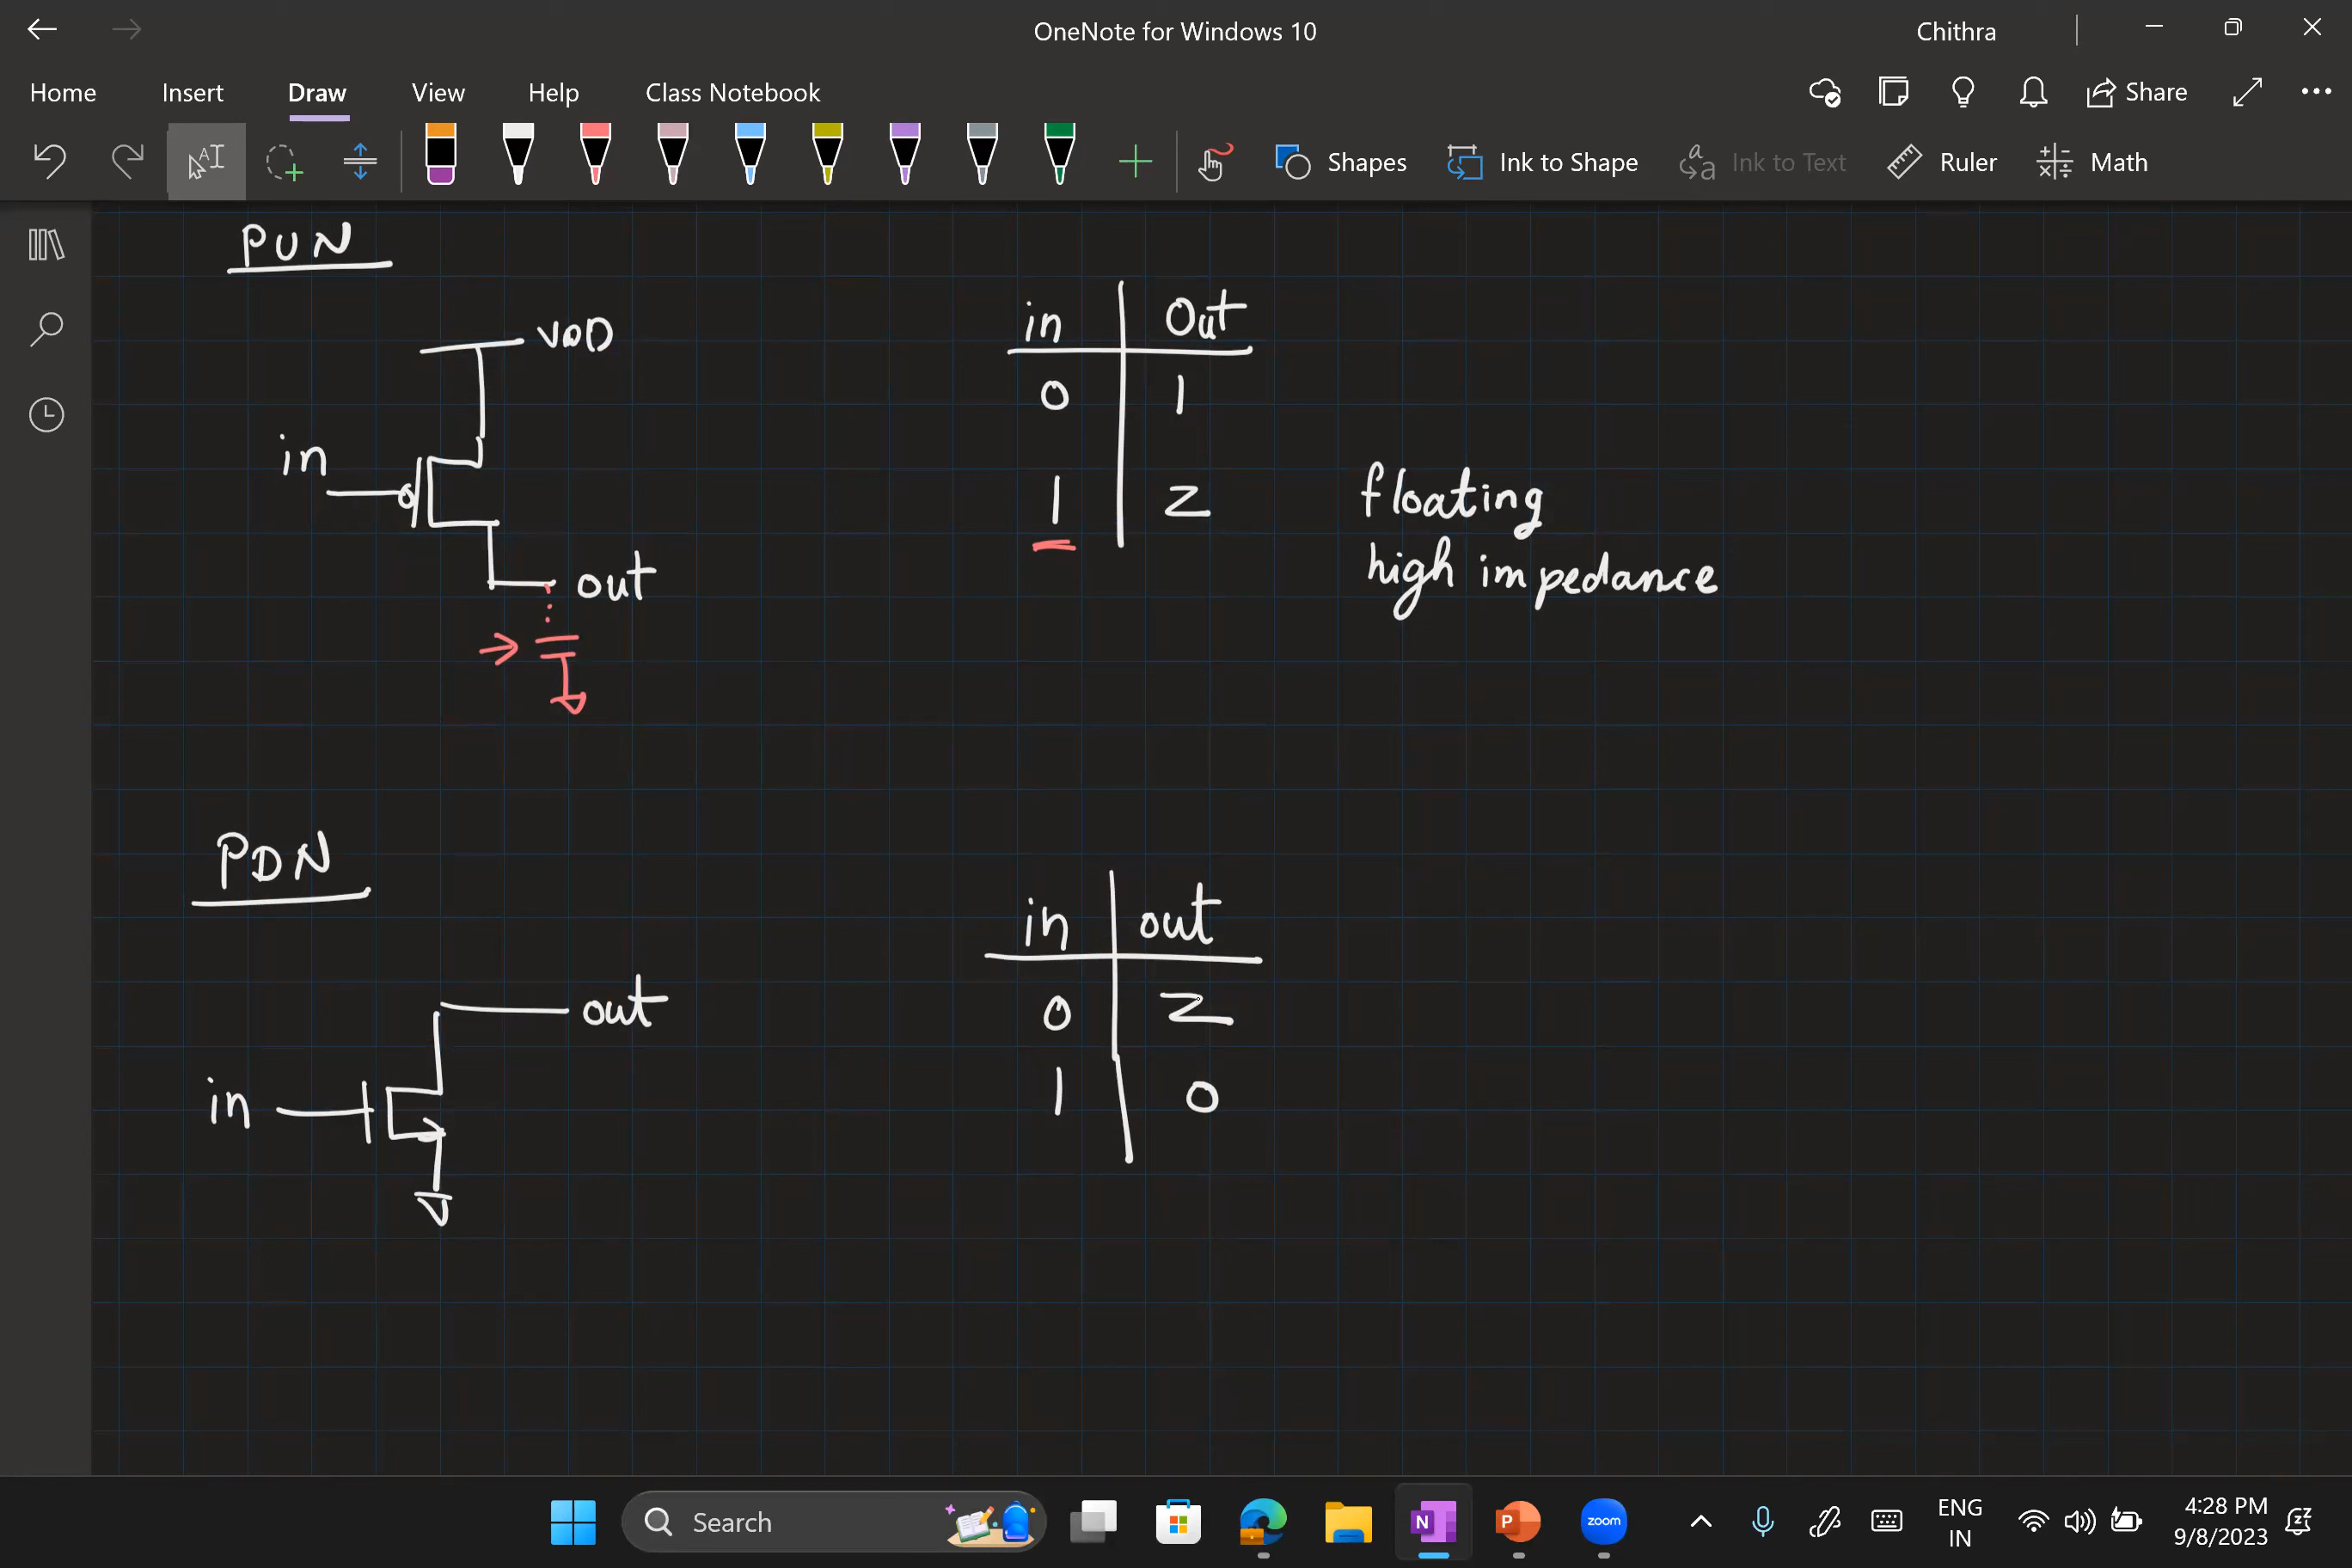 OneNote for Windows 10
Chithra
Home Insert Draw View Help Class Notebook Share
Shapes Ink to Shape Ink to Text Ruler Math
PUN
VDD
in
out
in Out
0 1
1 Z
floating
high impedance
PDN
out
in
in out
0 Z
1 0
Search
zoom
ENG
IN
4:28 PM
9/8/2023